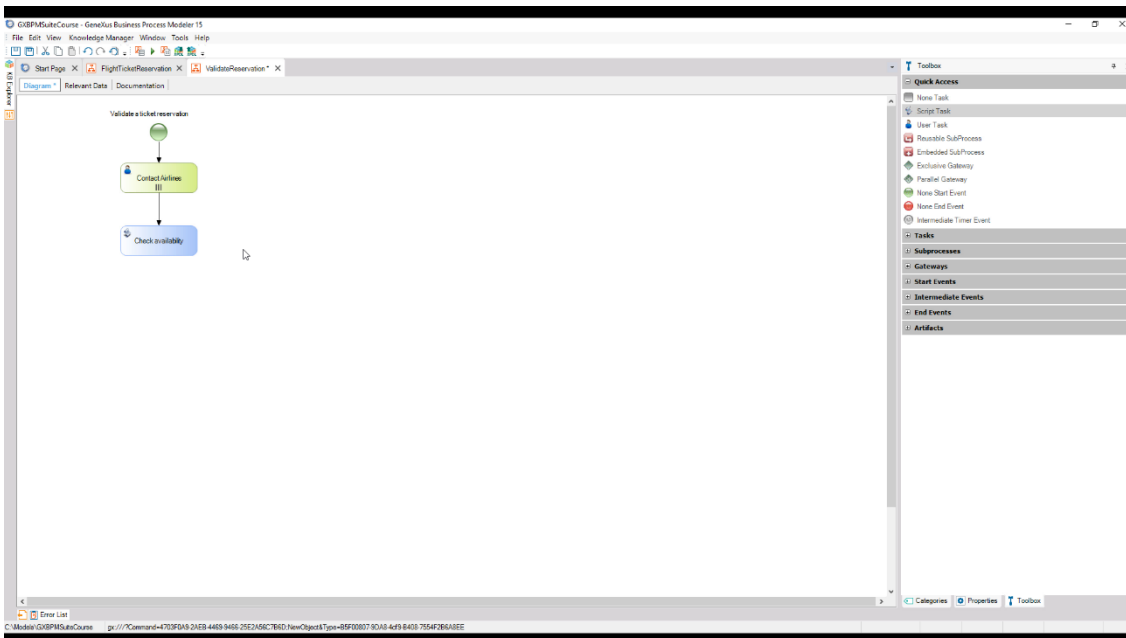 GXBPMSuiteCourse - GeneXus Business Process Modeler 15
File Edit View Knowledge Manager Window Tools Help
Start Page FlightTicketReservation ValidateReservation *
Diagram * Relevant Data Documentation
KB Explorer
Validate a ticket reservation
Contact Airlines
Check availability
Toolbox
Quick Access
None Task
Script Task
User Task
Reusable SubProcess
Embedded SubProcess
Exclusive Gateway
Parallel Gateway
None Start Event
None End Event
Intermediate Timer Event
Tasks
Subprocesses
Gateways
Start Events
Intermediate Events
End Events
Artifacts
Categories Properties Toolbox
Error List
C:\Models\GXBPMSuiteCourse